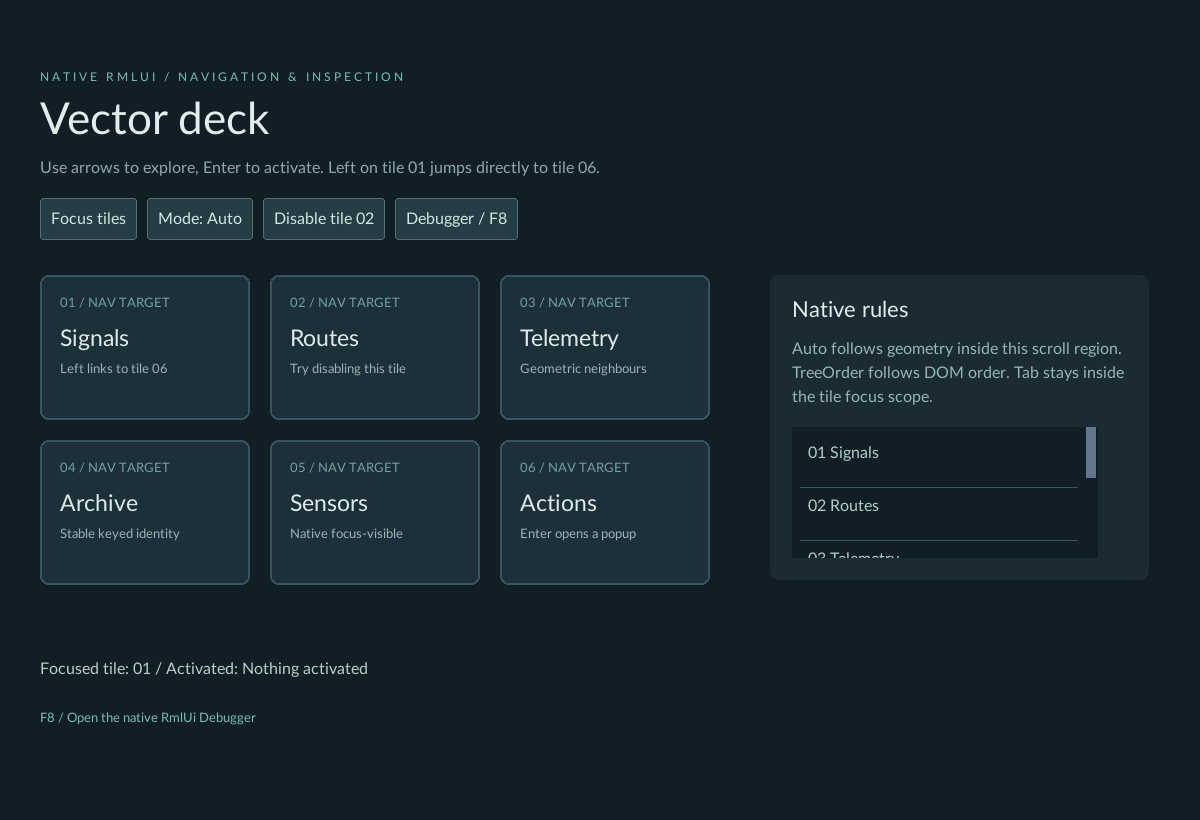 NATIVE RMLUI / NAVIGATION & INSPECTION
Vector deck
Use arrows to explore, Enter to activate. Left on tile 01 jumps directly to tile 06.
Focus tiles
Mode: Auto
Disable tile 02
Debugger / F8
01 / NAV TARGET
Signals
Left links to tile 06
02 / NAV TARGET
Routes
Try disabling this tile
03 / NAV TARGET
Telemetry
Geometric neighbours
04 / NAV TARGET
Archive
Stable keyed identity
05 / NAV TARGET
Sensors
Native focus-visible
06 / NAV TARGET
Actions
Enter opens a popup
Native rules
Auto follows geometry inside this scroll region.
TreeOrder follows DOM order. Tab stays inside
the tile focus scope.
01 Signals
02 Routes
03 Telemetry
Focused tile: 01 / Activated: Nothing activated
F8 / Open the native RmlUi Debugger